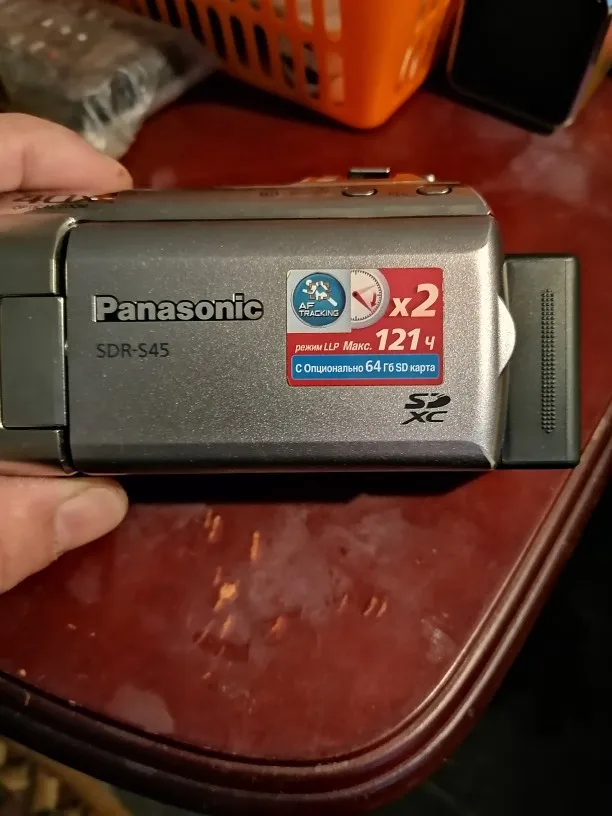 Panasonic
SDR-S45
AF
TRACKING
x2
режим LLP Макс. 121 ч
С Опционально 64 Гб SD карта
SD
XC